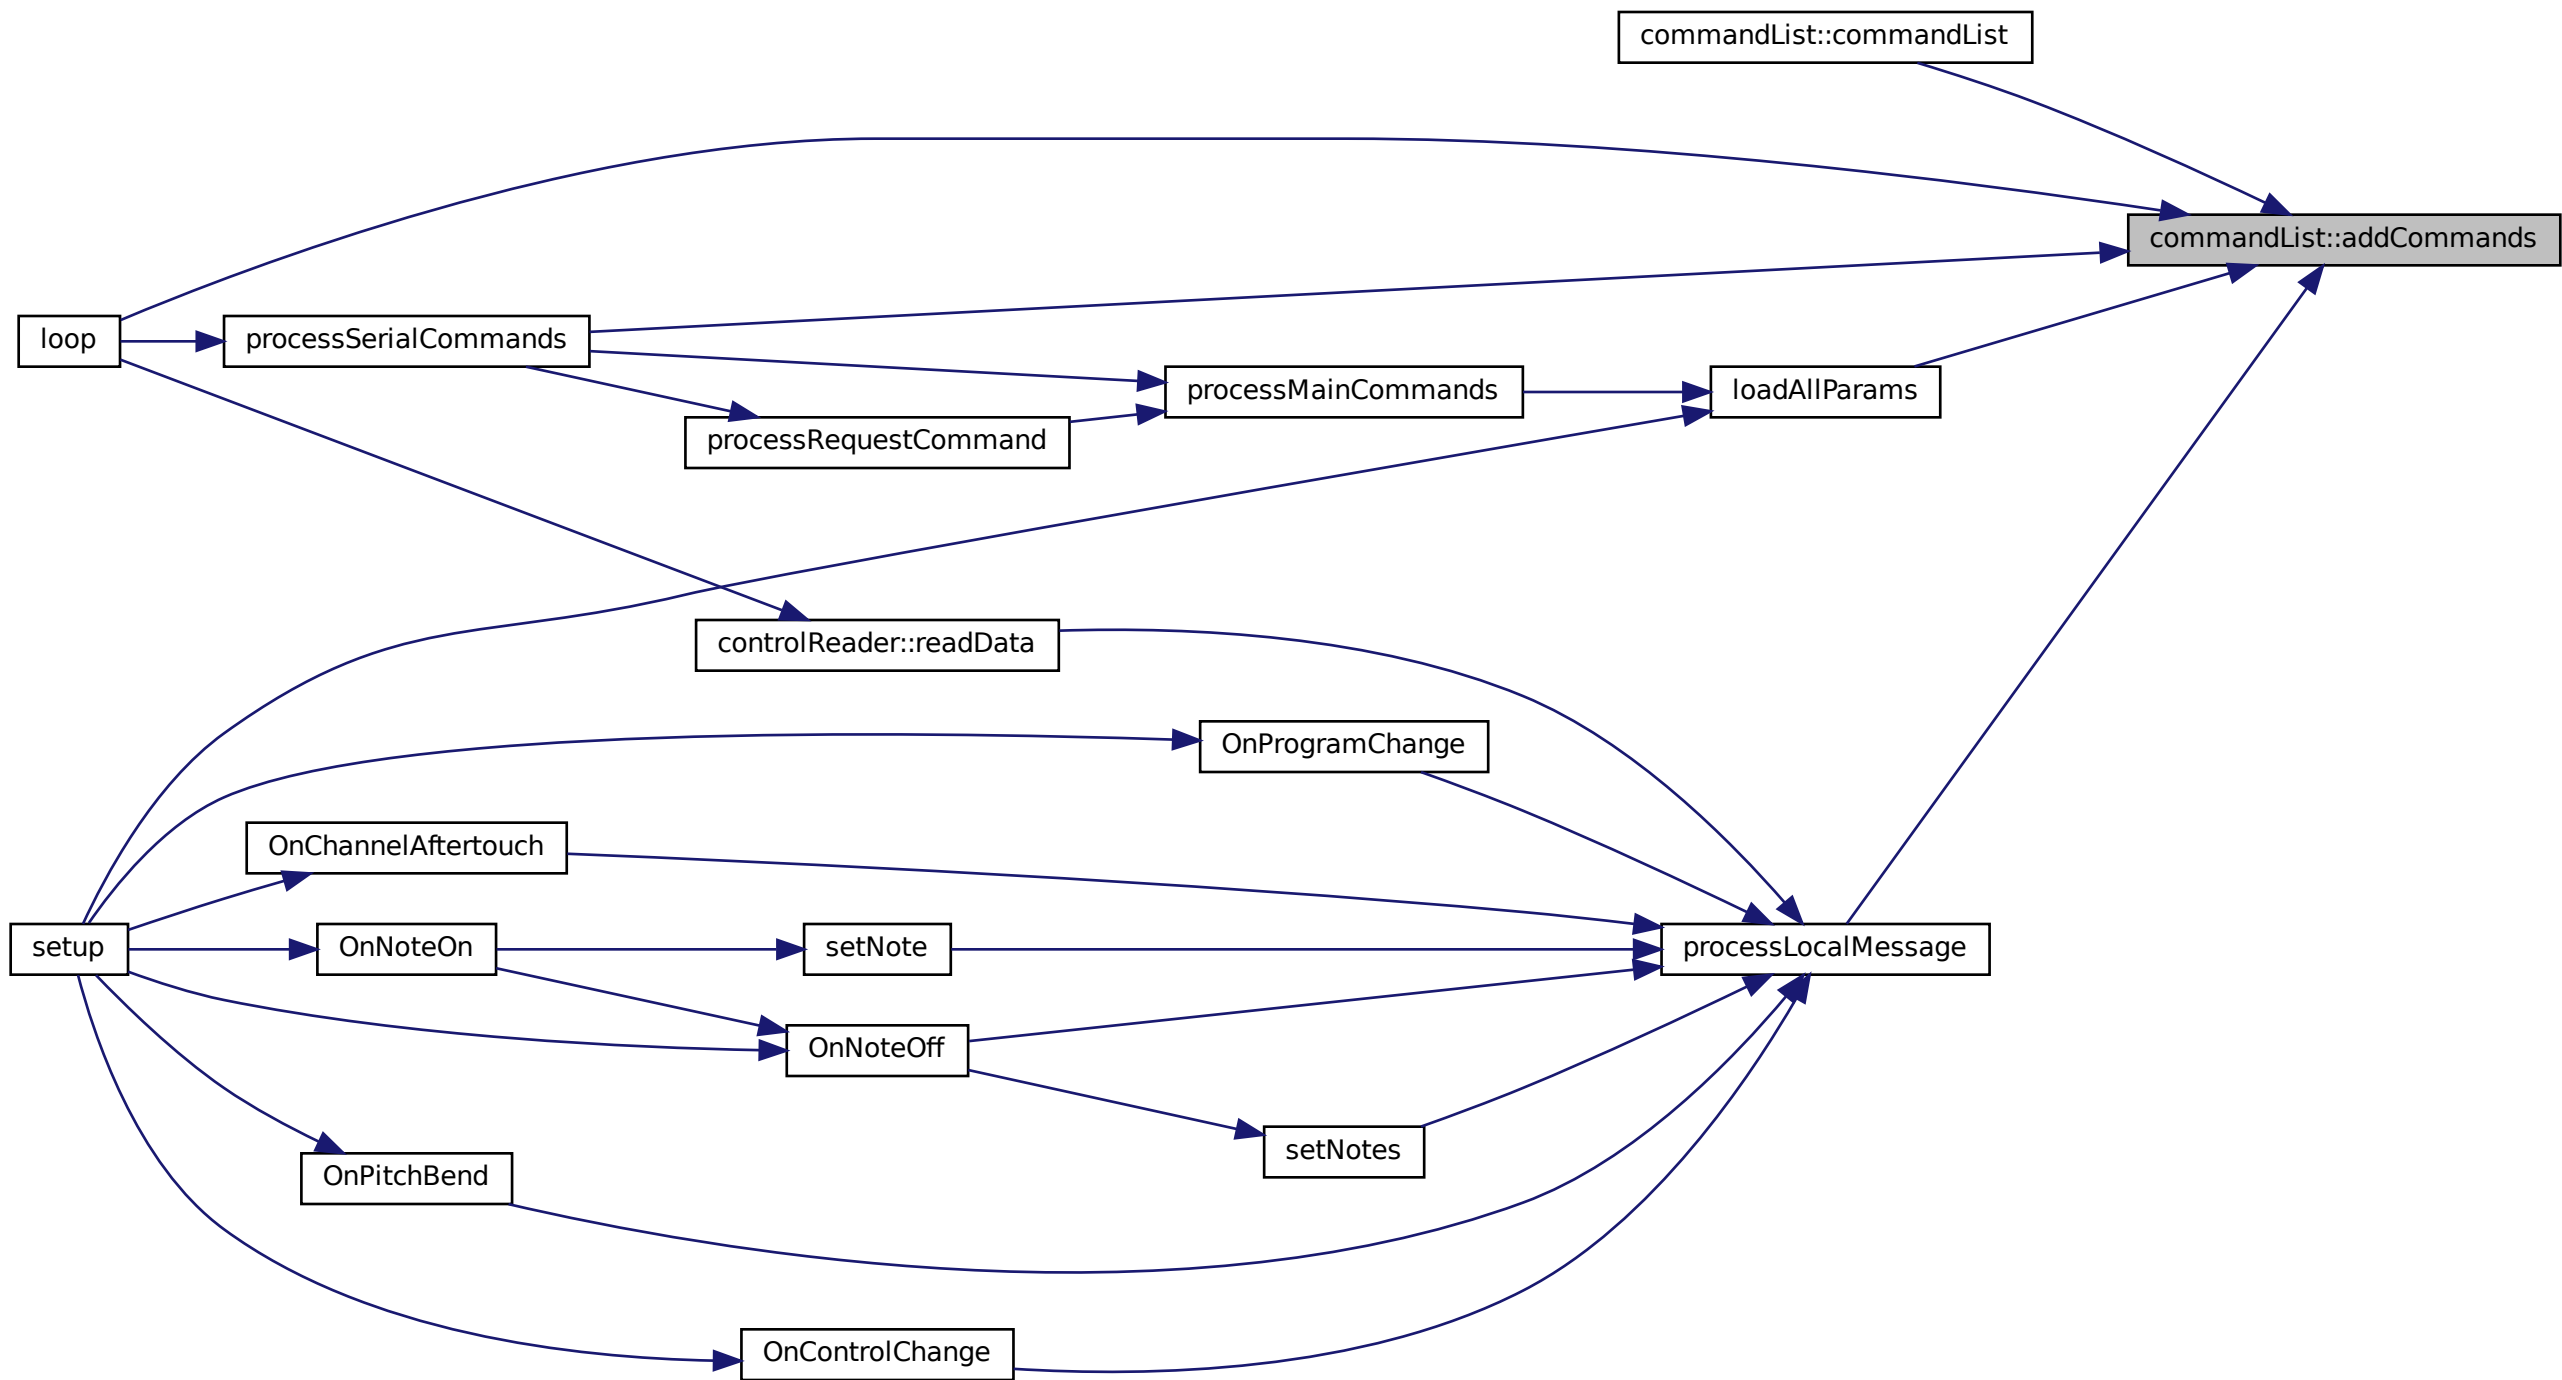 commandList::commandList
commandList::addCommands
loop
processSerialCommands
processMainCommands
loadAllParams
processRequestCommand
controlReader::readData
OnProgramChange
OnChannelAftertouch
setup
OnNoteOn
setNote
processLocalMessage
OnNoteOff
setNotes
OnPitchBend
OnControlChange